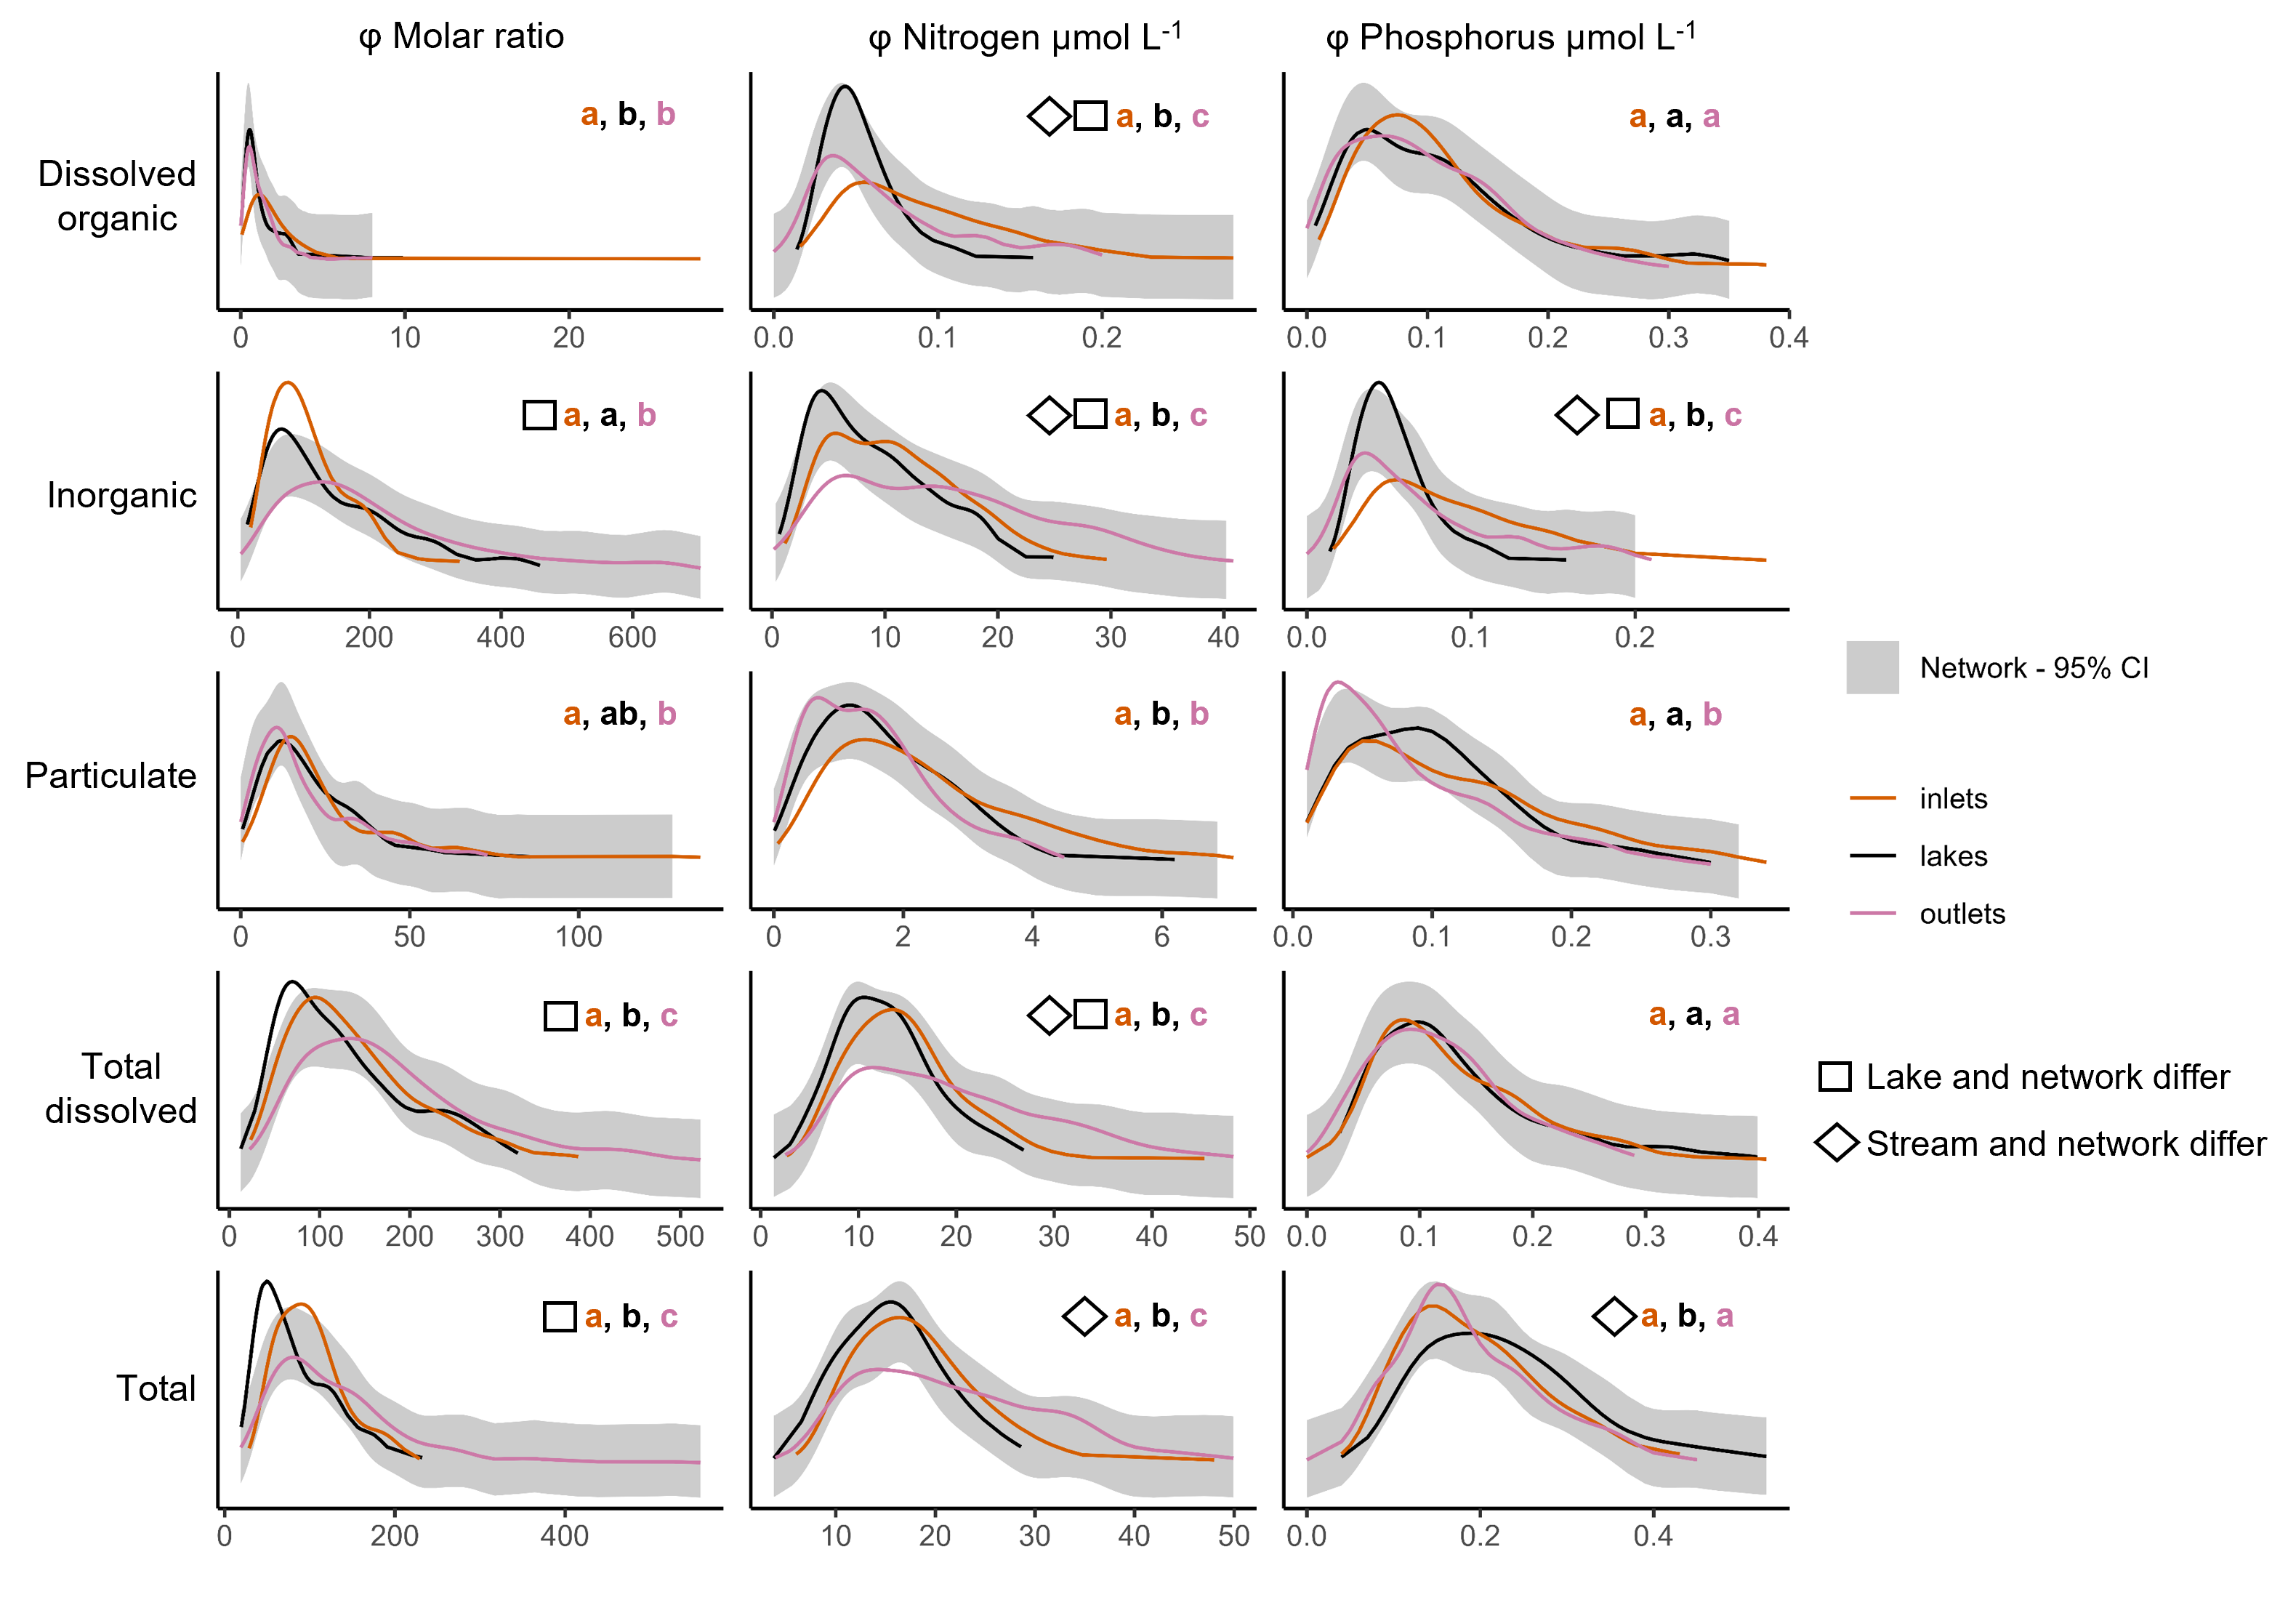 φ Molar ratio
φ Nitrogen µmol L-1
φ Phosphorus µmol L-1
Dissolved
organic
a, b, b
a, b, c
a, a, a
0 10 20
0.0 0.1 0.2
0.0 0.1 0.2 0.3 0.4
Inorganic
a, a, b
a, b, c
a, b, c
0 200 400 600
0 10 20 30 40
0.0 0.1 0.2
Network - 95% CI
Particulate
a, ab, b
a, b, b
a, a, b
inlets
lakes
outlets
0 50 100
0 2 4 6
0.0 0.1 0.2 0.3
Total
dissolved
a, b, c
a, b, c
a, a, a
Lake and network differ
Stream and network differ
0 100 200 300 400 500
0 10 20 30 40 50
0.0 0.1 0.2 0.3 0.4
Total
a, b, c
a, b, c
a, b, a
0 200 400
10 20 30 40 50
0.0 0.2 0.4